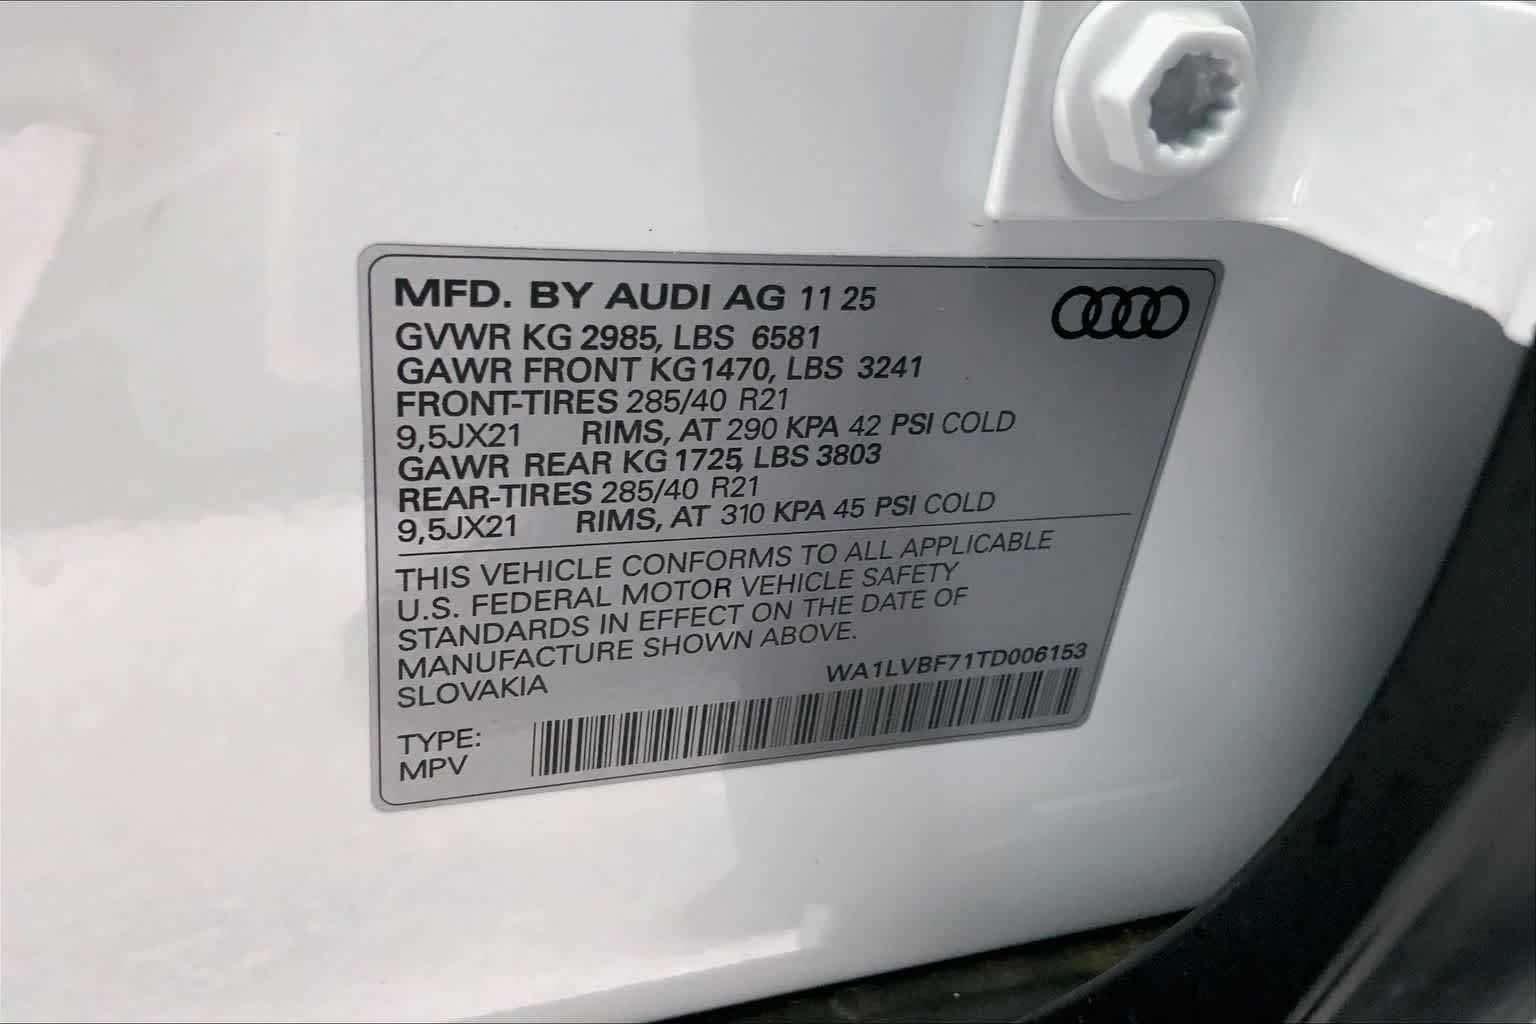 MFD. BY AUDI AG 11 25
GVWR KG 2985, LBS 6581
GAWR FRONT KG 1470, LBS 3241
FRONT-TIRES 285/40 R21
9,5JX21 RIMS, AT 290 KPA 42 PSI COLD
GAWR REAR KG 1725, LBS 3803
REAR-TIRES 285/40 R21
9,5JX21 RIMS, AT 310 KPA 45 PSI COLD
THIS VEHICLE CONFORMS TO ALL APPLICABLE
U.S. FEDERAL MOTOR VEHICLE SAFETY
STANDARDS IN EFFECT ON THE DATE OF
MANUFACTURE SHOWN ABOVE.
SLOVAKIA
WA1LVBF71TD006153
TYPE:
MPV